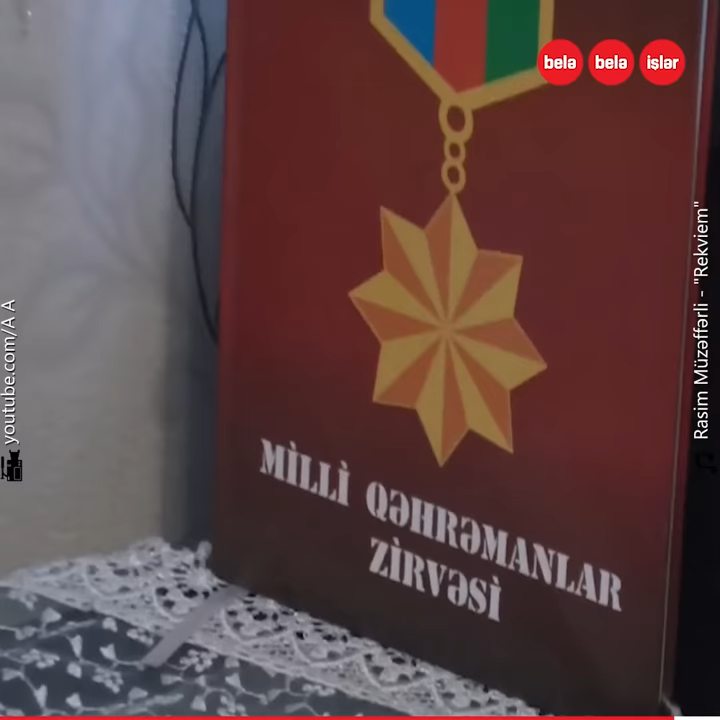 belə belə işlər
MİLLİ QƏHRƏMANLAR
ZİRVƏSİ
youtube.com/A A
Rasim Müzəffərli - "Rekviem"